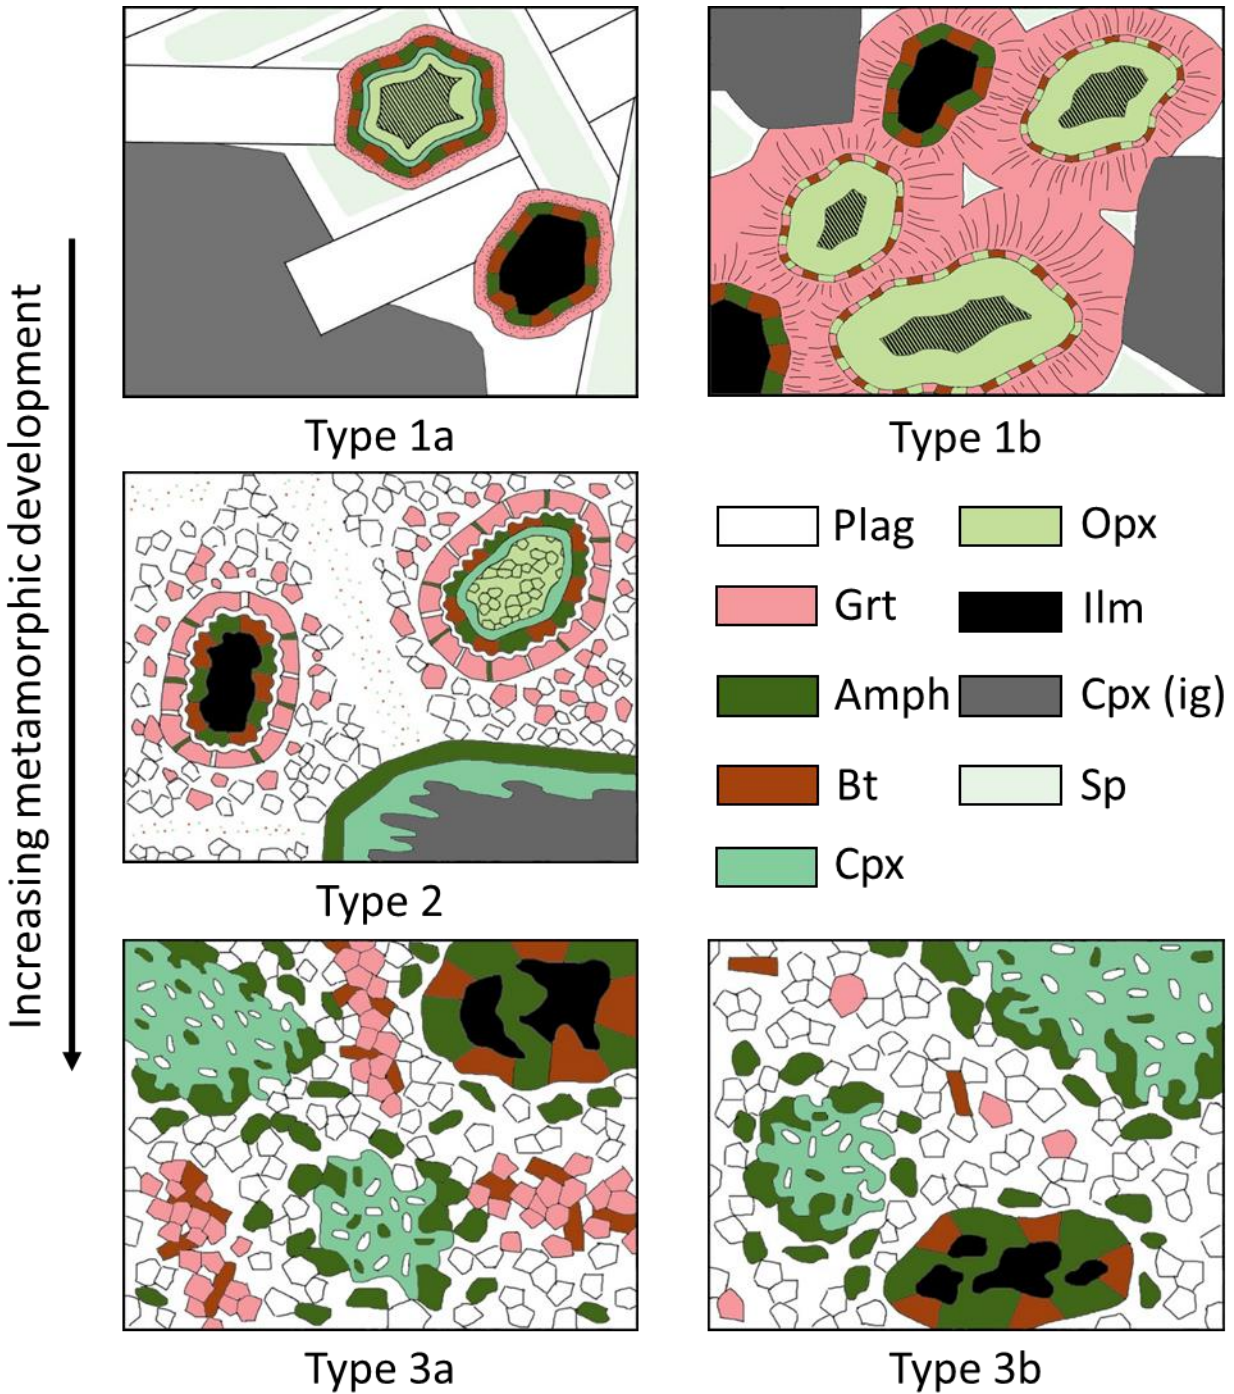 Increasing metamorphic development
Type 1a
Type 1b
Plag
Opx
Grt
Ilm
Amph
Cpx (ig)
Bt
Sp
Cpx
Type 2
Type 3a
Type 3b